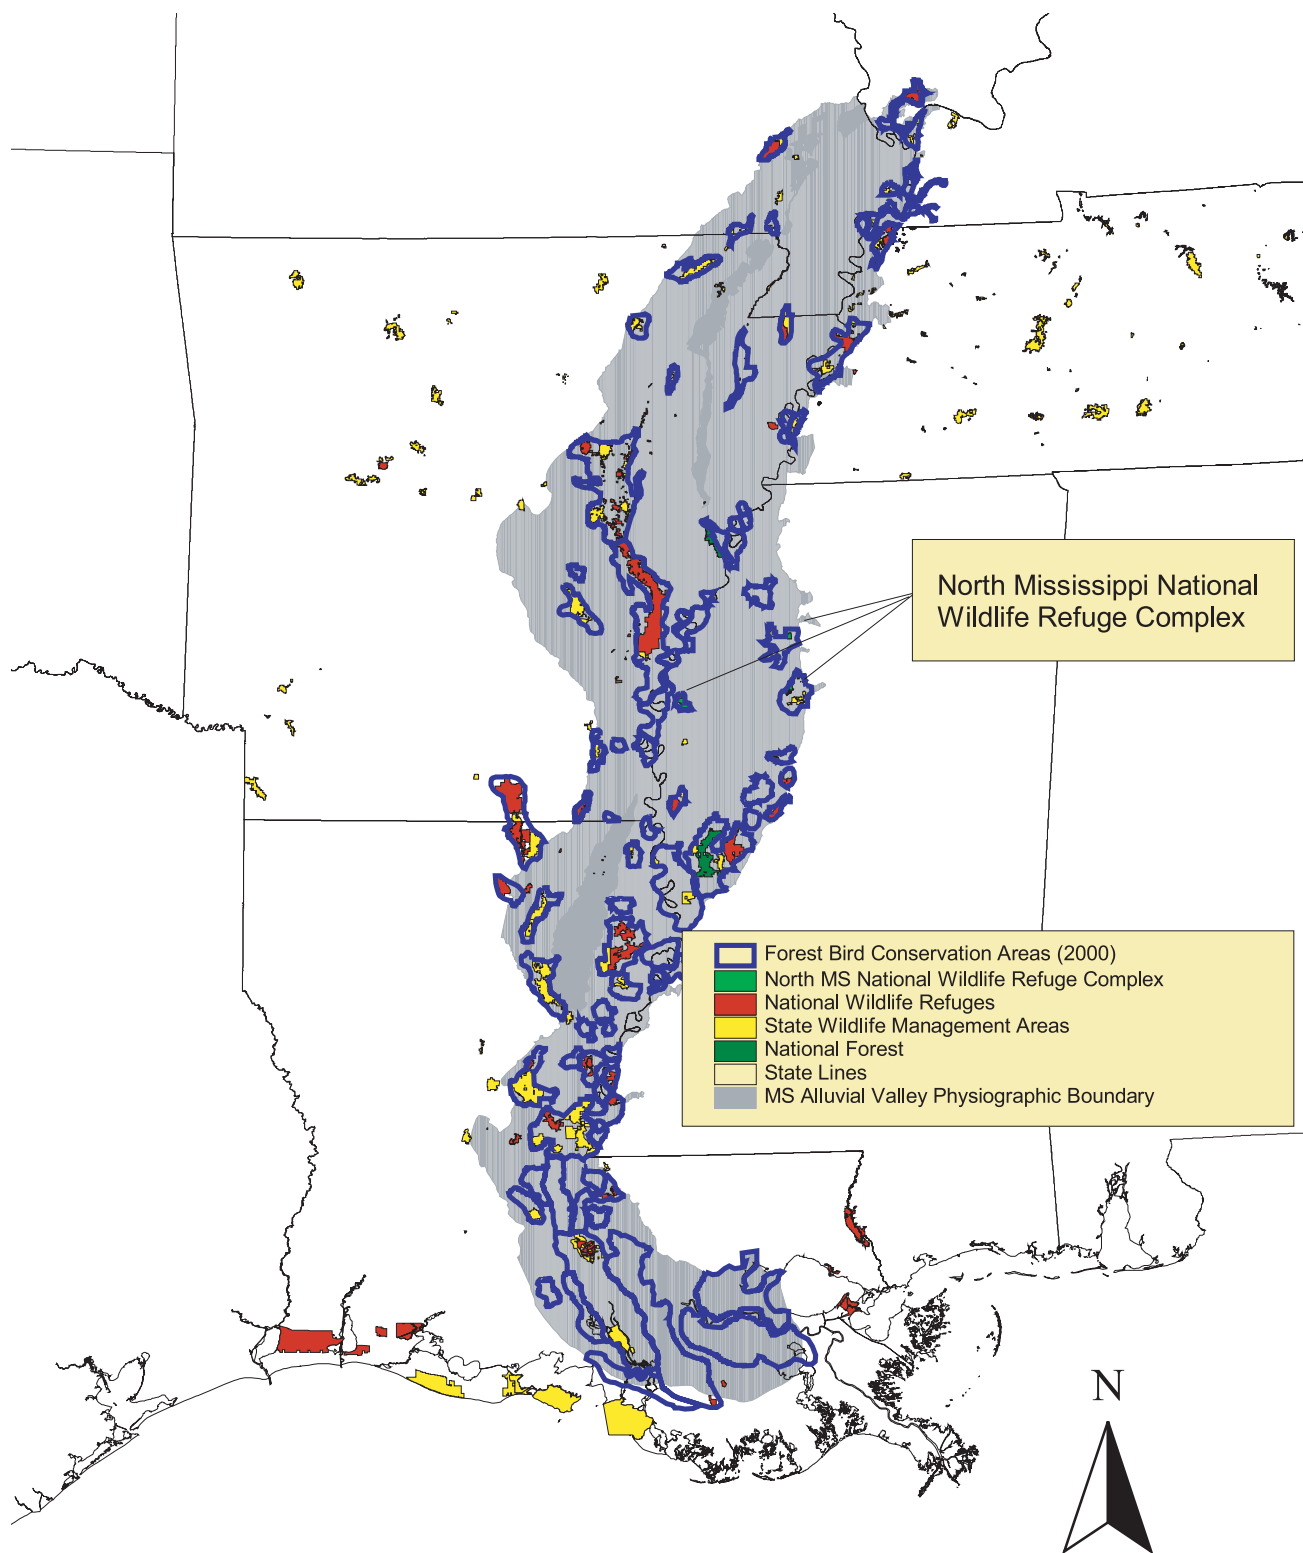 North Mississippi National
Wildlife Refuge Complex
Forest Bird Conservation Areas (2000)
North MS National Wildlife Refuge Complex
National Wildlife Refuges
State Wildlife Management Areas
National Forest
State Lines
MS Alluvial Valley Physiographic Boundary
N